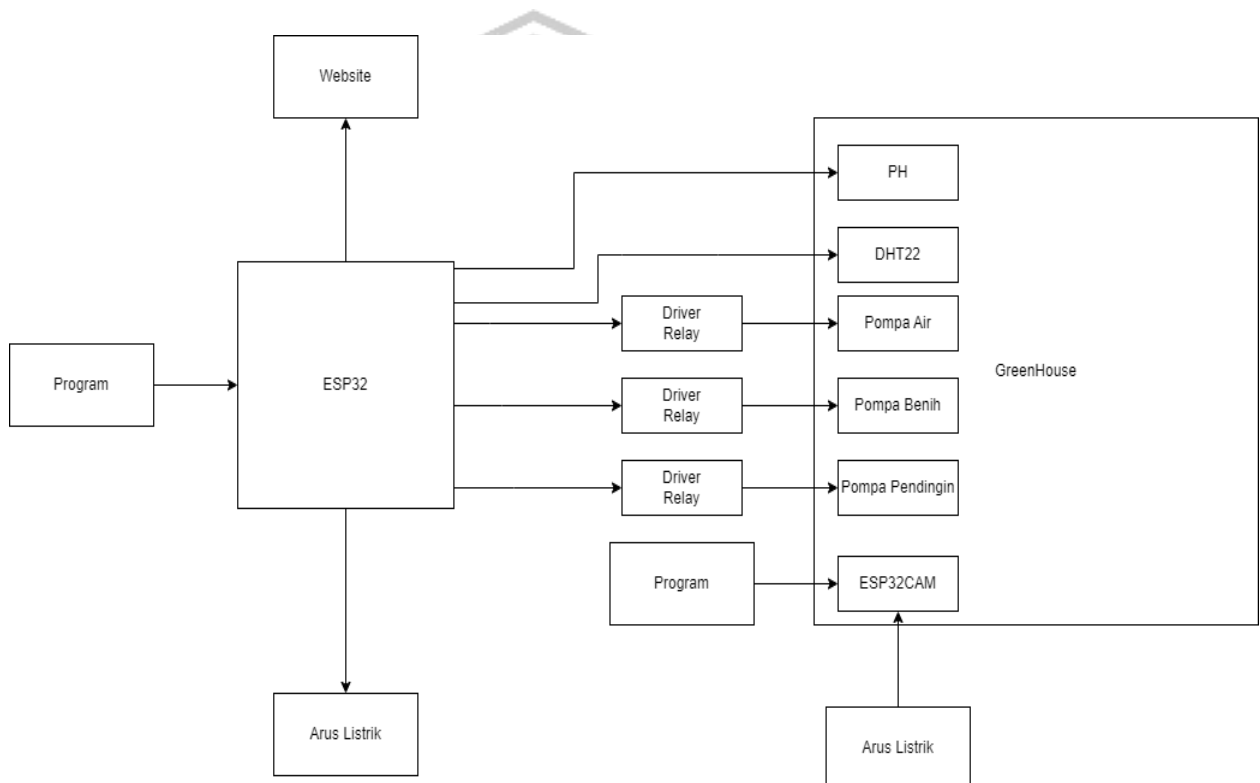 Website
PH
DHT22
Driver
Relay
Pompa Air
Program
ESP32
GreenHouse
Driver
Relay
Pompa Benih
Driver
Relay
Pompa Pendingin
Program
ESP32CAM
Arus Listrik
Arus Listrik